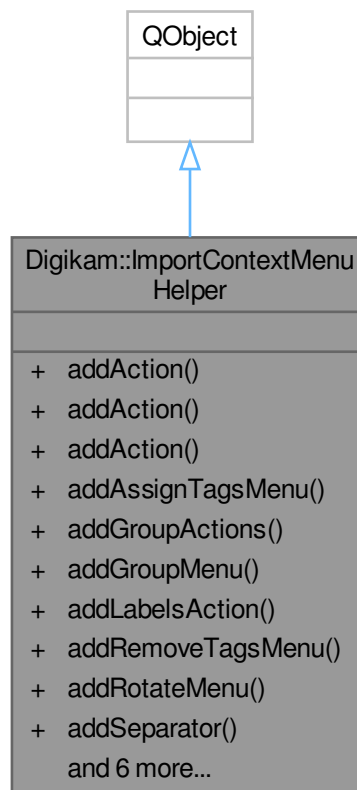 QObject
Digikam::ImportContextMenu
Helper
+ addAction()
+ addAction()
+ addAction()
+ addAssignTagsMenu()
+ addGroupActions()
+ addGroupMenu()
+ addLabelsAction()
+ addRemoveTagsMenu()
+ addRotateMenu()
+ addSeparator()
and 6 more...